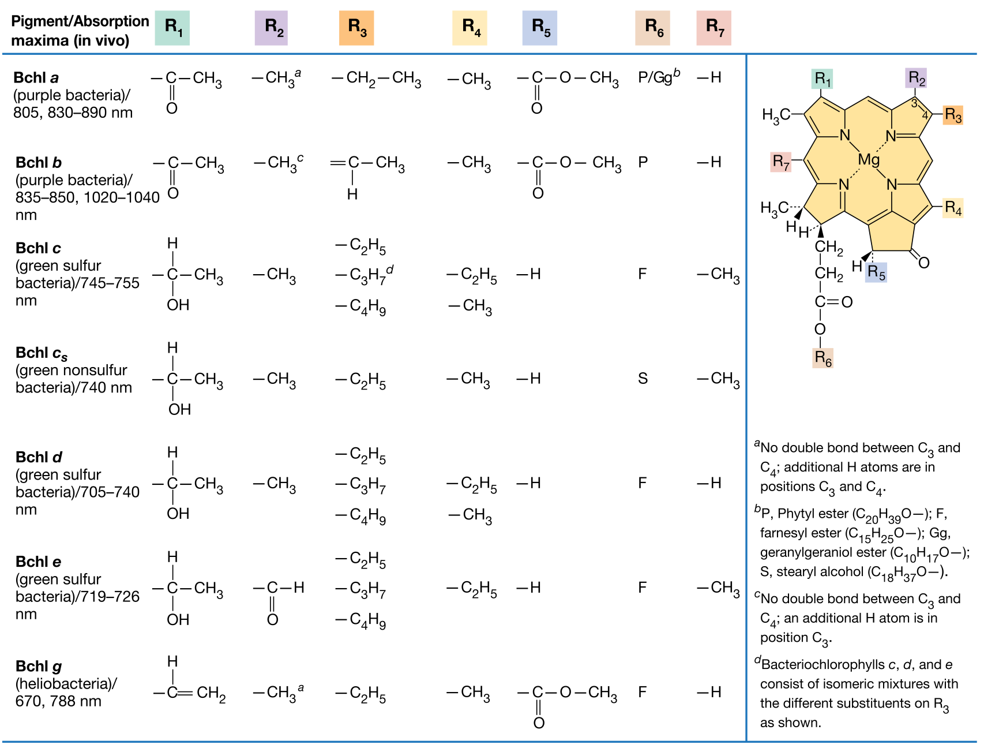 Pigment/Absorption maxima (in vivo) R1 R2 R3 R4 R5 R6 R7
Bchl a
(purple bacteria)/
805, 830–890 nm
–C–CH3
O
–CH3a
–CH2–CH3
–CH3
–C–O–CH3
O
P/Ggb
–H
Bchl b
(purple bacteria)/
835–850, 1020–1040
nm
–C–CH3
O
–CH3c
=C–CH3
H
–CH3
–C–O–CH3
O
P
–H
Bchl c
(green sulfur
bacteria)/745–755
nm
H
–C–CH3
OH
–CH3
–C2H5
–C3H7d
–C4H9
–C2H5
–CH3
–H
F
–CH3
Bchl cs
(green nonsulfur
bacteria)/740 nm
H
–C–CH3
OH
–CH3
–C2H5
–CH3
–H
S
–CH3
Bchl d
(green sulfur
bacteria)/705–740
nm
H
–C–CH3
OH
–CH3
–C2H5
–C3H7
–C4H9
–C2H5
–CH3
–H
F
–H
Bchl e
(green sulfur
bacteria)/719–726
nm
H
–C–CH3
OH
–C–H
O
–C2H5
–C3H7
–C4H9
–C2H5
–H
F
–CH3
Bchl g
(heliobacteria)/
670, 788 nm
H
–C=CH2
–CH3a
–C2H5
–CH3
–C–O–CH3
O
F
–H
R1 R2
3
H3C 4 R3
N N
R7 Mg
N N
H3C R4
H H
CH2
H R5 O
CH2
C=O
O
R6
aNo double bond between C3 and
C4; additional H atoms are in
positions C3 and C4.
bP, Phytyl ester (C20H39O—); F,
farnesyl ester (C15H25O—); Gg,
geranylgeraniol ester (C10H17O—);
S, stearyl alcohol (C18H37O—).
cNo double bond between C3 and
C4; an additional H atom is in
position C3.
dBacteriochlorophylls c, d, and e
consist of isomeric mixtures with
the different substituents on R3
as shown.